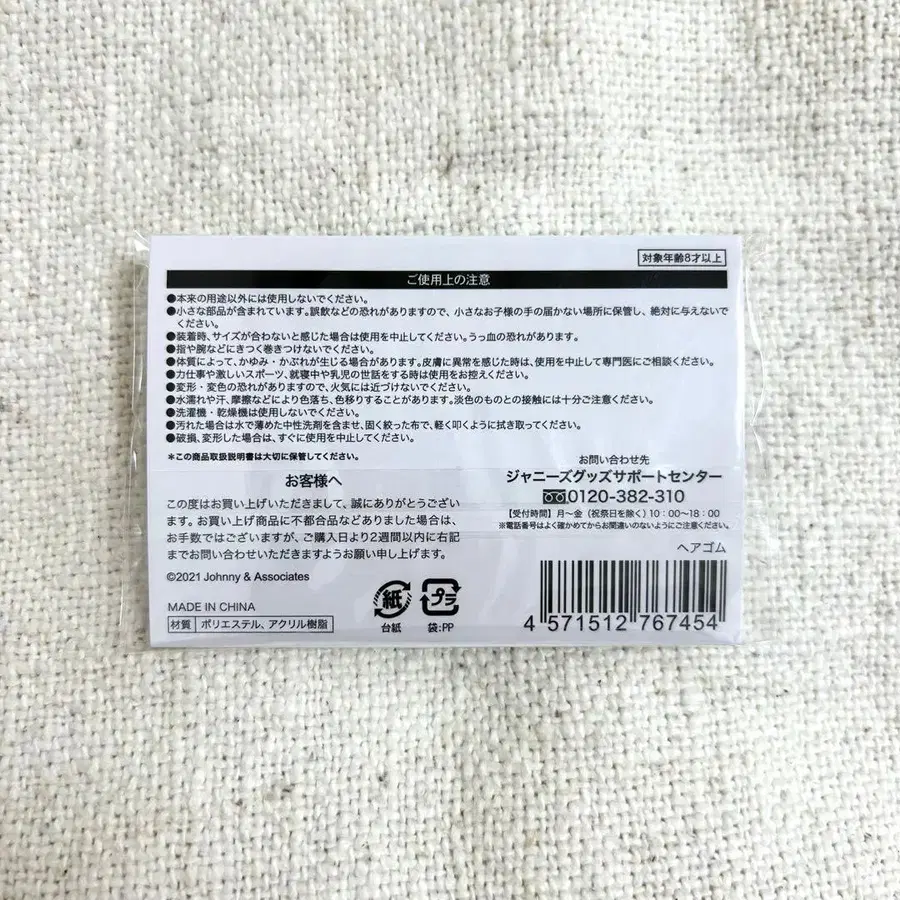 対象年齢8才以上
ご使用上の注意
●本来の用途以外には使用しないでください。
●小さな部品が含まれています。誤飲などの恐れがありますので、小さなお子様の手の届かない場所に保管し、絶対に与えないで
ください。
●装着時、サイズが合わないと感じた場合は使用を中止してください。うっ血の恐れがあります。
●指や腕などにきつく巻きつけないでください。
●体質によって、かゆみ・かぶれが生じる場合があります。皮膚に異常を感じた時は、使用を中止して専門医にご相談ください。
●力仕事や激しいスポーツ、就寝中や乳児の世話をする時は使用をお控えください。
●変形・変色の恐れがありますので、火気には近づけないでください。
●水濡れや汗、摩擦などにより色落ち、色移りすることがあります。淡色のものとの接触には十分ご注意ください。
●洗濯機・乾燥機は使用しないでください。
●汚れた場合は水で薄めた中性洗剤を含ませ、固く絞った布で、軽く叩くように拭き取ってください。
●破損、変形した場合は、すぐに使用を中止してください。
*この商品取扱説明書は大切に保管してください。
お客様へ
この度はお買い上げいただきまして、誠にありがとうござい
ます。お買い上げ商品に不都合品などありました場合は、
お手数ではございますが、ご購入日より2週間以内に右記
までお問い合わせいただきますようお願い申し上げます。
©2021 Johnny & Associates
お問い合わせ先
ジャニーズグッズサポートセンター
0120-382-310
【受付時間】月〜金（祝祭日を除く）10：00〜18：00
※電話番号はよく確かめてからお間違いのないようにご注意ください。
ヘアゴム
MADE IN CHINA
材質 ポリエステル、アクリル樹脂
紙
台紙
プラ
袋:PP
4 571512 767454